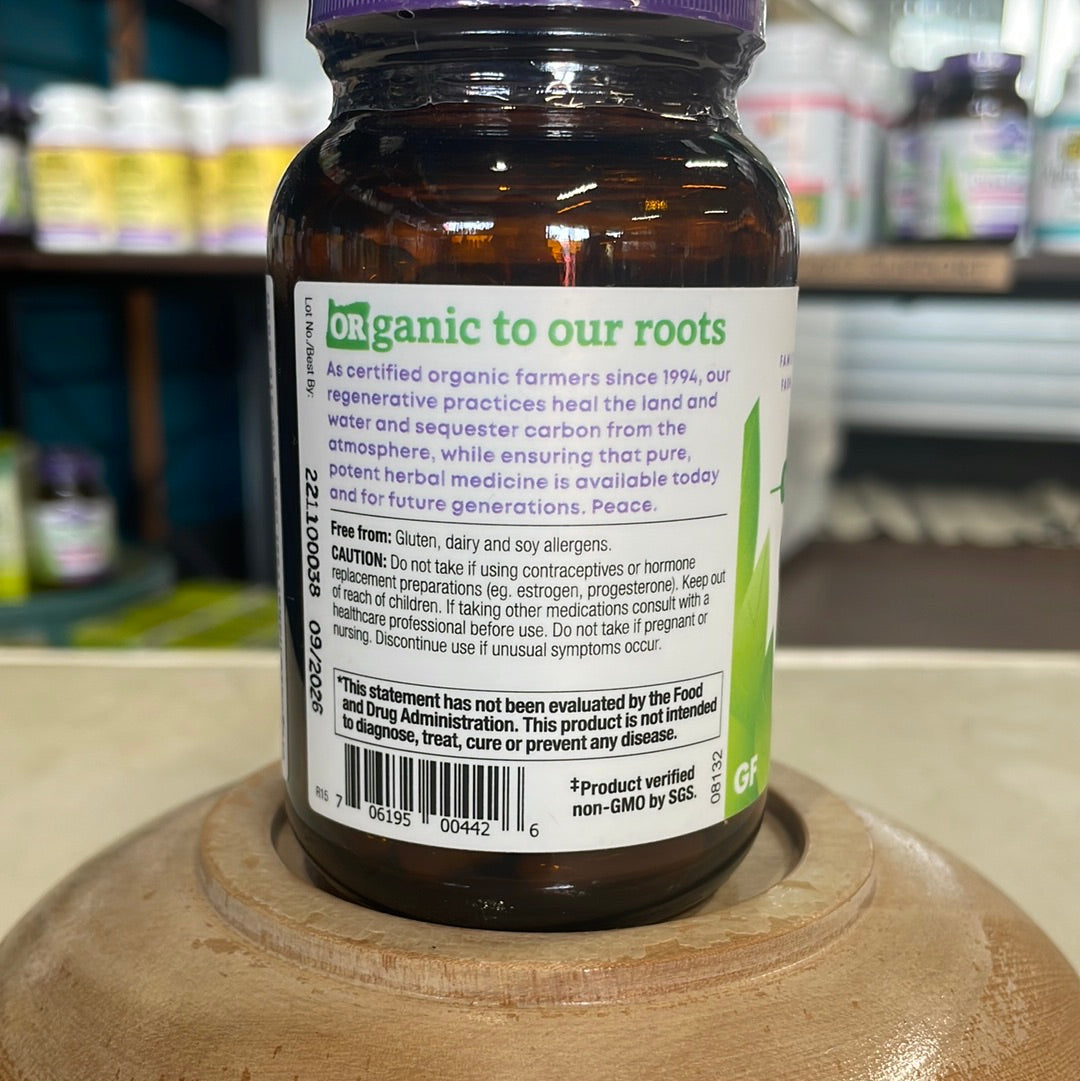 ORganic to our roots
As certified organic farmers since 1994, our
regenerative practices heal the land and
water and sequester carbon from the
atmosphere, while ensuring that pure,
potent herbal medicine is available today
and for future generations. Peace.
Free from: Gluten, dairy and soy allergens.
CAUTION: Do not take if using contraceptives or hormone
replacement preparations (eg. estrogen, progesterone). Keep out
of reach of children. If taking other medications consult with a
healthcare professional before use. Do not take if pregnant or
nursing. Discontinue use if unusual symptoms occur.
*This statement has not been evaluated by the Food
and Drug Administration. This product is not intended
to diagnose, treat, cure or prevent any disease.
‡Product verified
non-GMO by SGS.
R15
7 06195 00442 6
08132
GF
Lot No./Best By:
221100038 09/2026